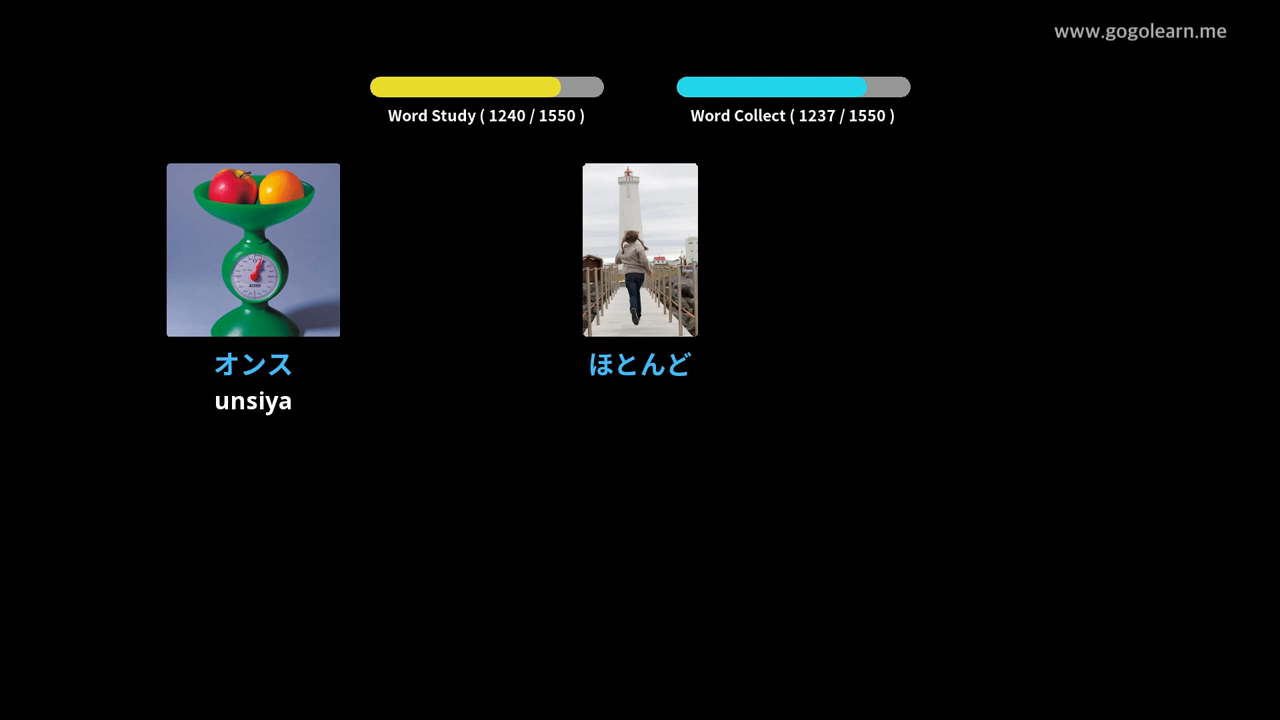 www.gogolearn.me
Word Study ( 1240 / 1550 )
Word Collect ( 1237 / 1550 )
オンス
unsiya
ほとんど